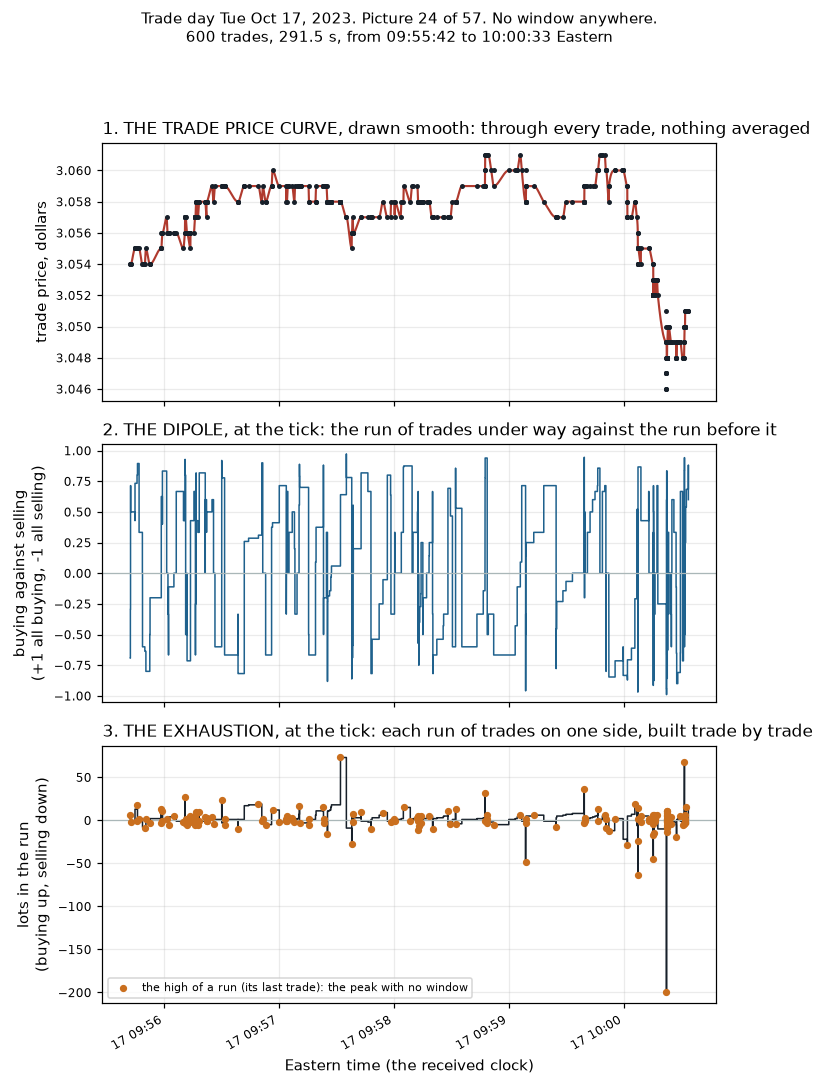 Trade day Tue Oct 17, 2023. Picture 24 of 57. No window anywhere.
600 trades, 291.5 s, from 09:55:42 to 10:00:33 Eastern
1. THE TRADE PRICE CURVE, drawn smooth: through every trade, nothing averaged
trade price, dollars
3.060
3.058
3.056
3.054
3.052
3.050
3.048
3.046
2. THE DIPOLE, at the tick: the run of trades under way against the run before it
buying against selling
(+1 all buying, -1 all selling)
1.00
0.75
0.50
0.25
0.00
−0.25
−0.50
−0.75
−1.00
3. THE EXHAUSTION, at the tick: each run of trades on one side, built trade by trade
lots in the run
(buying up, selling down)
50
0
−50
−100
−150
−200
the high of a run (its last trade): the peak with no window
17 09:56
17 09:57
17 09:58
17 09:59
17 10:00
Eastern time (the received clock)